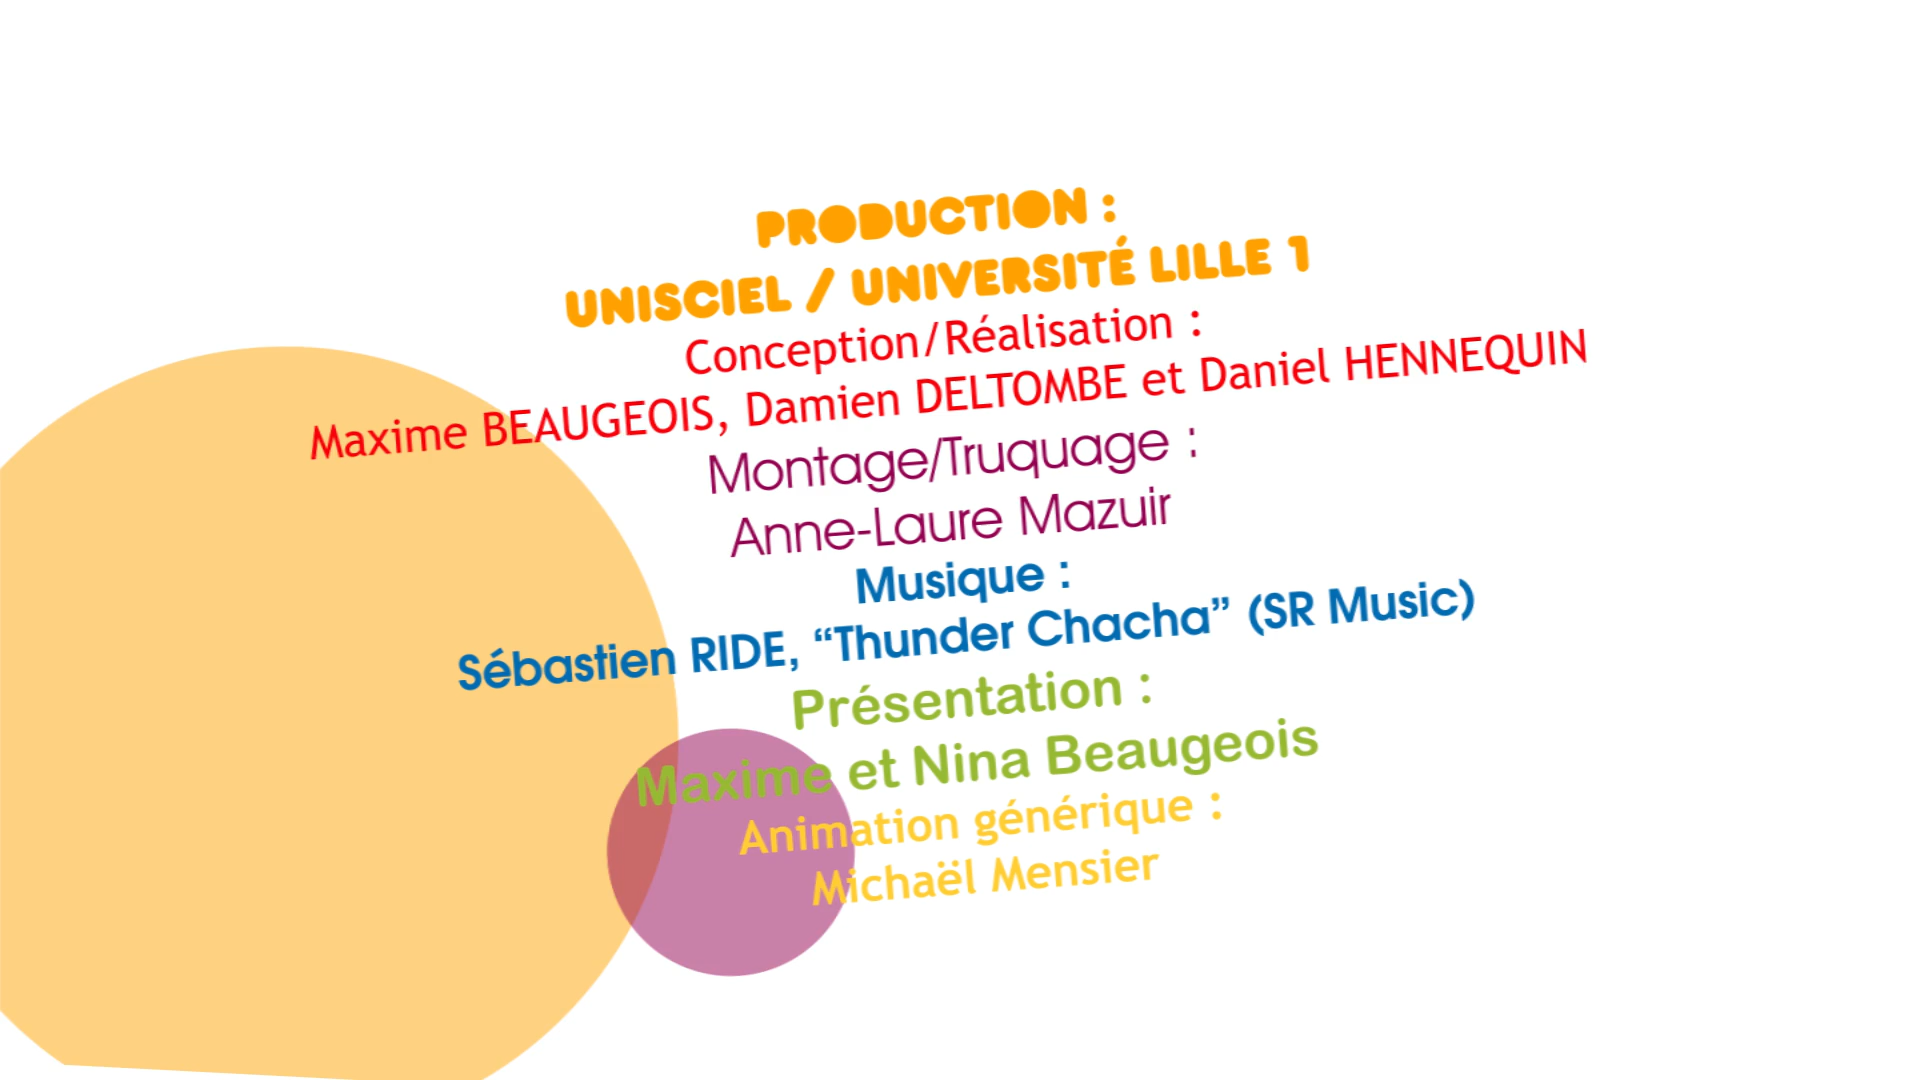 PRODUCTION :
UNISCIEL / UNIVERSITÉ LILLE 1
Conception/Réalisation :
Maxime BEAUGEOIS, Damien DELTOMBE et Daniel HENNEQUIN
Montage/Truquage :
Anne-Laure Mazuir
Musique :
Sébastien RIDE, “Thunder Chacha” (SR Music)
Présentation :
Maxime et Nina Beaugeois
Animation générique :
Michaël Mensier